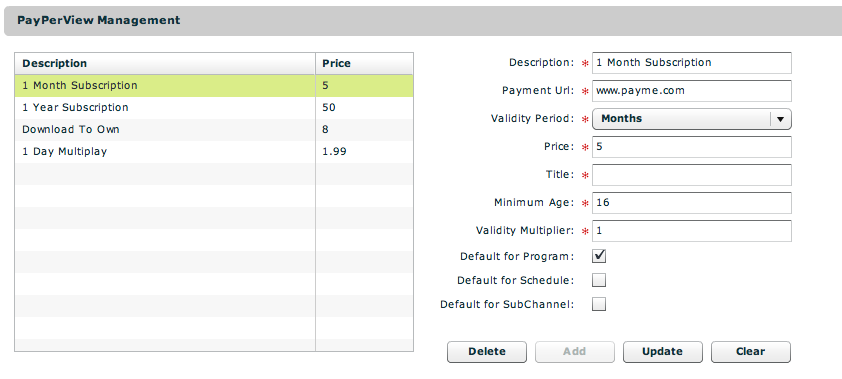 PayPerView Management
Description Price
1 Month Subscription 5
1 Year Subscription 50
Download To Own 8
1 Day Multiplay 1.99
Description: * 1 Month Subscription
Payment Url: * www.payme.com
Validity Period: * Months
Price: * 5
Title: *
Minimum Age: * 16
Validity Multiplier: * 1
Default for Program:
Default for Schedule:
Default for SubChannel:
Delete Add Update Clear